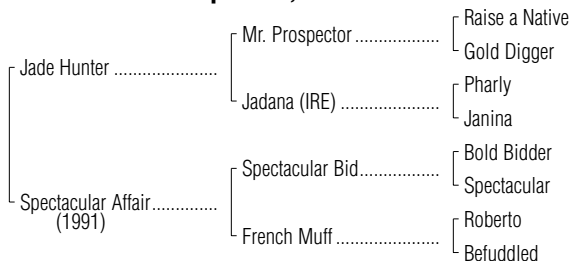 Raise a Native
Mr. Prospector
Gold Digger
Jade Hunter
Pharly
Jadana (IRE)
Janina
Bold Bidder
Spectacular Bid
Spectacular
Spectacular Affair
(1991)
Roberto
French Muff
Befuddled